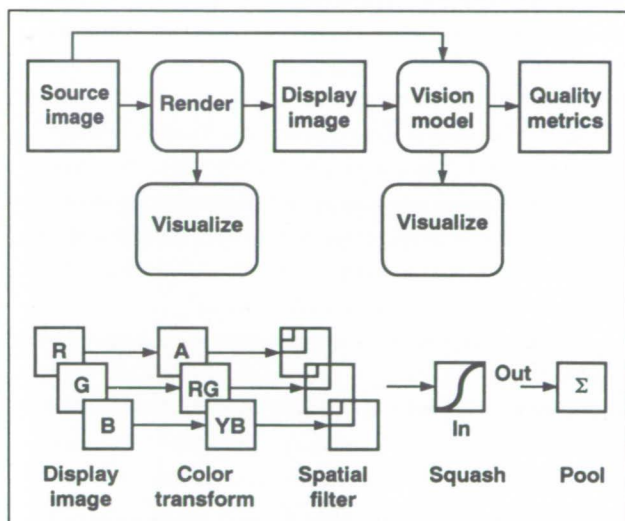 Source
image
Render
Display
image
Vision
model
Quality
metrics
Visualize
Visualize
R
A
G
RG
B
YB
Out
Σ
In
Display
image
Color
transform
Spatial
filter
Squash
Pool